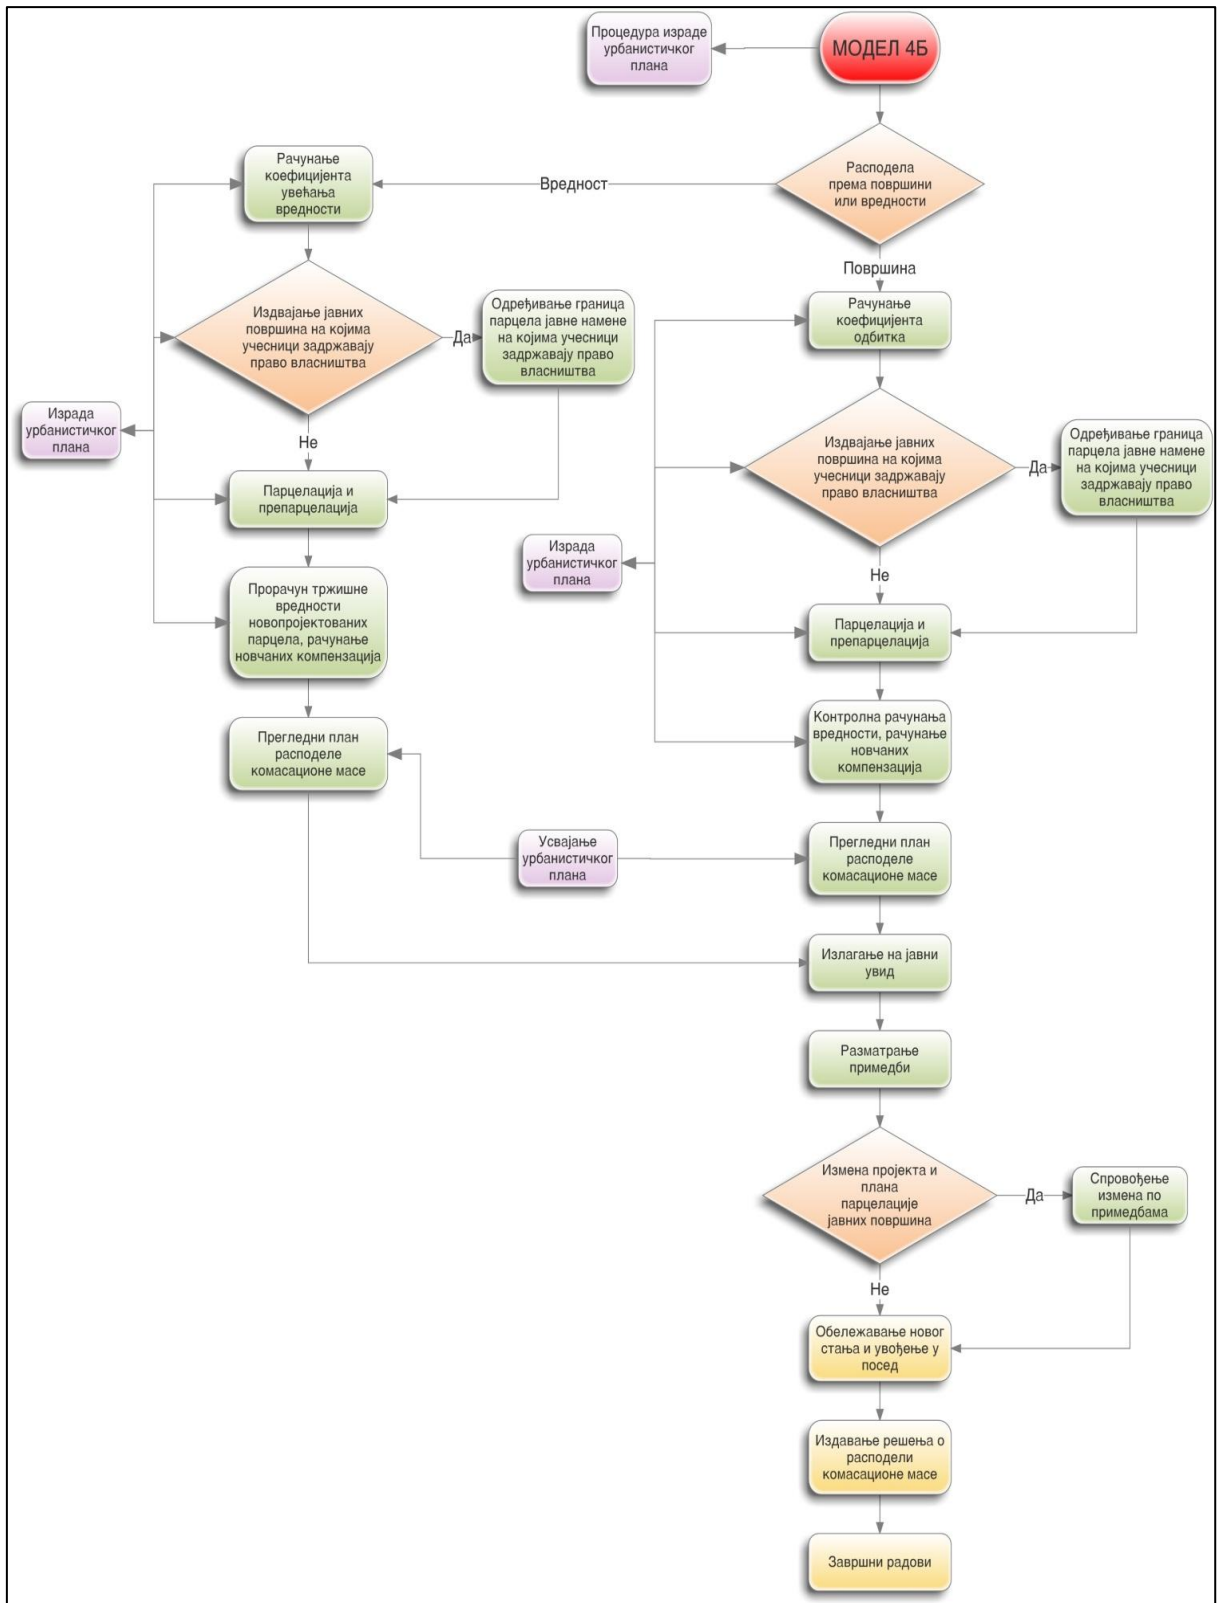 Процедура израде
урбанистичког
плана
МОДЕЛ 4Б
Расподела
према површини
или вредности
Вредност
Рачунање
коефицијента
увећања
вредности
Површина
Издвајање јавних
површина на којима
учесници задржавају
право власништва
Да
Одређивање граница
парцела јавне намене
на којима учесници
задржавају право
власништва
Рачунање
коефицијента
одбитка
Израда
урбанистичког
плана
Не
Издвајање јавних
површина на којима
учесници задржавају
право власништва
Да
Одређивање граница
парцела јавне намене
на којима учесници
задржавају право
власништва
Парцелација и
препарцелација
Израда
урбанистичког
плана
Не
Прорачун тржишне
вредности
новопројектованих
парцела, рачунање
новчаних компензација
Парцелација и
препарцелација
Прегледни план
расподеле
комасационе масе
Контролна рачунања
вредности, рачунање
новчаних
компензација
Усвајање
урбанистичког
плана
Прегледни план
расподеле
комасационе масе
Излагање на јавни
увид
Разматрање
примедби
Измена пројекта и
плана
парцелације
јавних површина
Да
Спровођење
измена по
примедбама
Не
Обележавање новог
стања и увођење у
посед
Издавање решења о
расподели
комасационе масе
Завршни радови